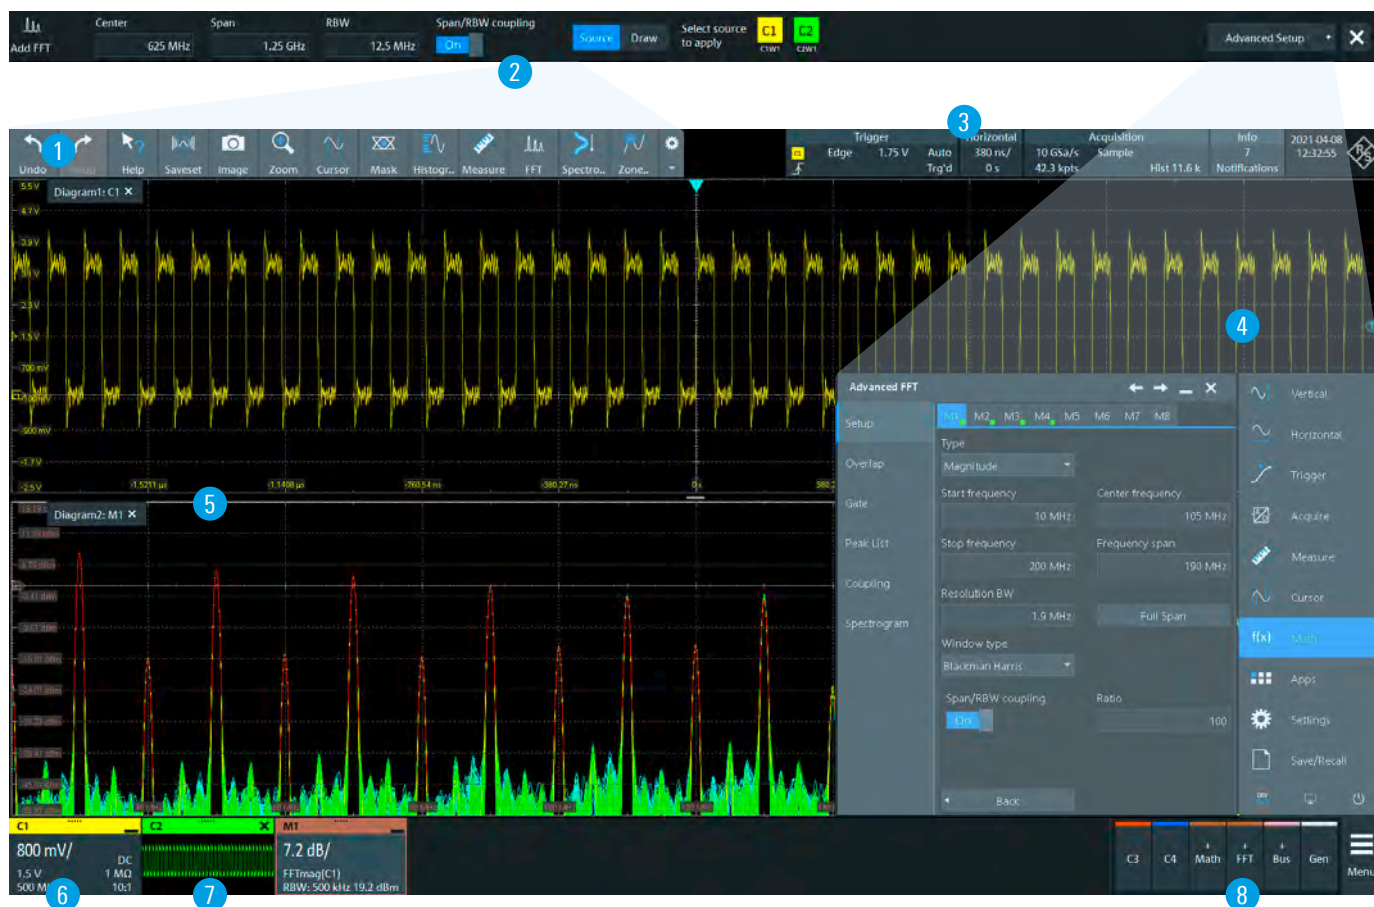 Center Span RBW Span/RBW coupling
Add FFT 625 MHz 1.25 GHz 12.5 MHz On Source Draw Select source to apply C1 C2 Advanced Setup
C1W1 C2W1
2
1 3
Undo Help Saveset Image Zoom Cursor Mask Histogr.. Measure FFT Spectro.. Zone..
Trigger Horizontal Acquisition Info 2021-04-08
Edge 1.75 V Auto 380 ns/ 10 GSa/s Sample 7 12:32:55
Trg'd 0 s 42.3 kpts Hist 11.6 k Notifications
R&S
5.5 V Diagram1: C1
4.7 V
3.9 V
2.3 V
1.5 V
4
700 mV
-900 mV
-1.7 V
-2.5 V -1.5211 µs -1.1408 µs -760.54 ns -380.27 ns 0 s
5
Diagram2: M1
Advanced FFT
Setup
Overlap
Gate
Peak List
Coupling
Spectrogram
M1 M2 M3 M4 M5 M6 M7 M8
Type
Magnitude
Start frequency Center frequency
10 MHz 105 MHz
Stop frequency Frequency span
200 MHz 190 MHz
Resolution BW
1.9 MHz Full Span
Window type
Blackman Harris
Span/RBW coupling Ratio
On 100
Back
Vertical
Horizontal
Trigger
Acquire
Measure
Cursor
f(x) Math
Apps
Settings
Save/Recall
C1 C2 M1
800 mV/ DC 7.2 dB/
1.5 V 1 MΩ FFTmag(C1)
10:1 RBW: 500 kHz 19.2 dBm
6 7
C3 C4 Math FFT Bus Gen Menu
8